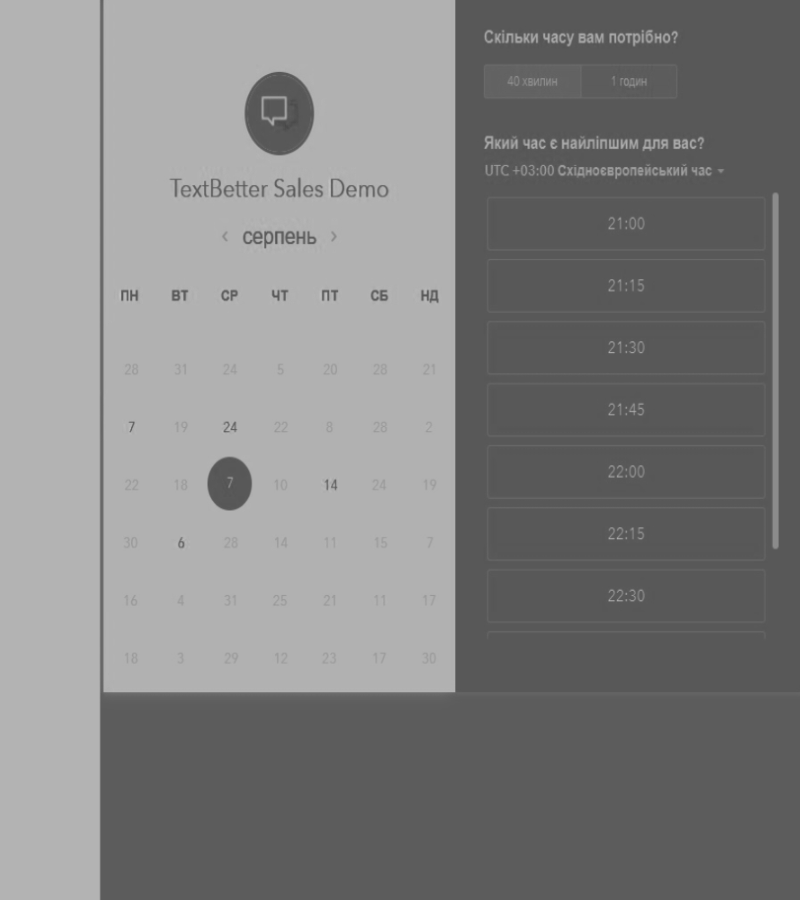 TextBetter Sales Demo
‹ серпень ›
ПН ВТ СР ЧТ ПТ СБ НД
28 31 24 5 20 28 21
7 19 24 22 8 28 2
22 18 7 10 14 24 19
30 6 28 14 11 15 7
16 4 31 25 21 11 17
18 3 29 12 23 17 30
Скільки часу вам потрібно?
40 хвилин 1 годин
Який час є найліпшим для вас?
UTC +03:00 Східноєвропейський час
21:00
21:15
21:30
21:45
22:00
22:15
22:30